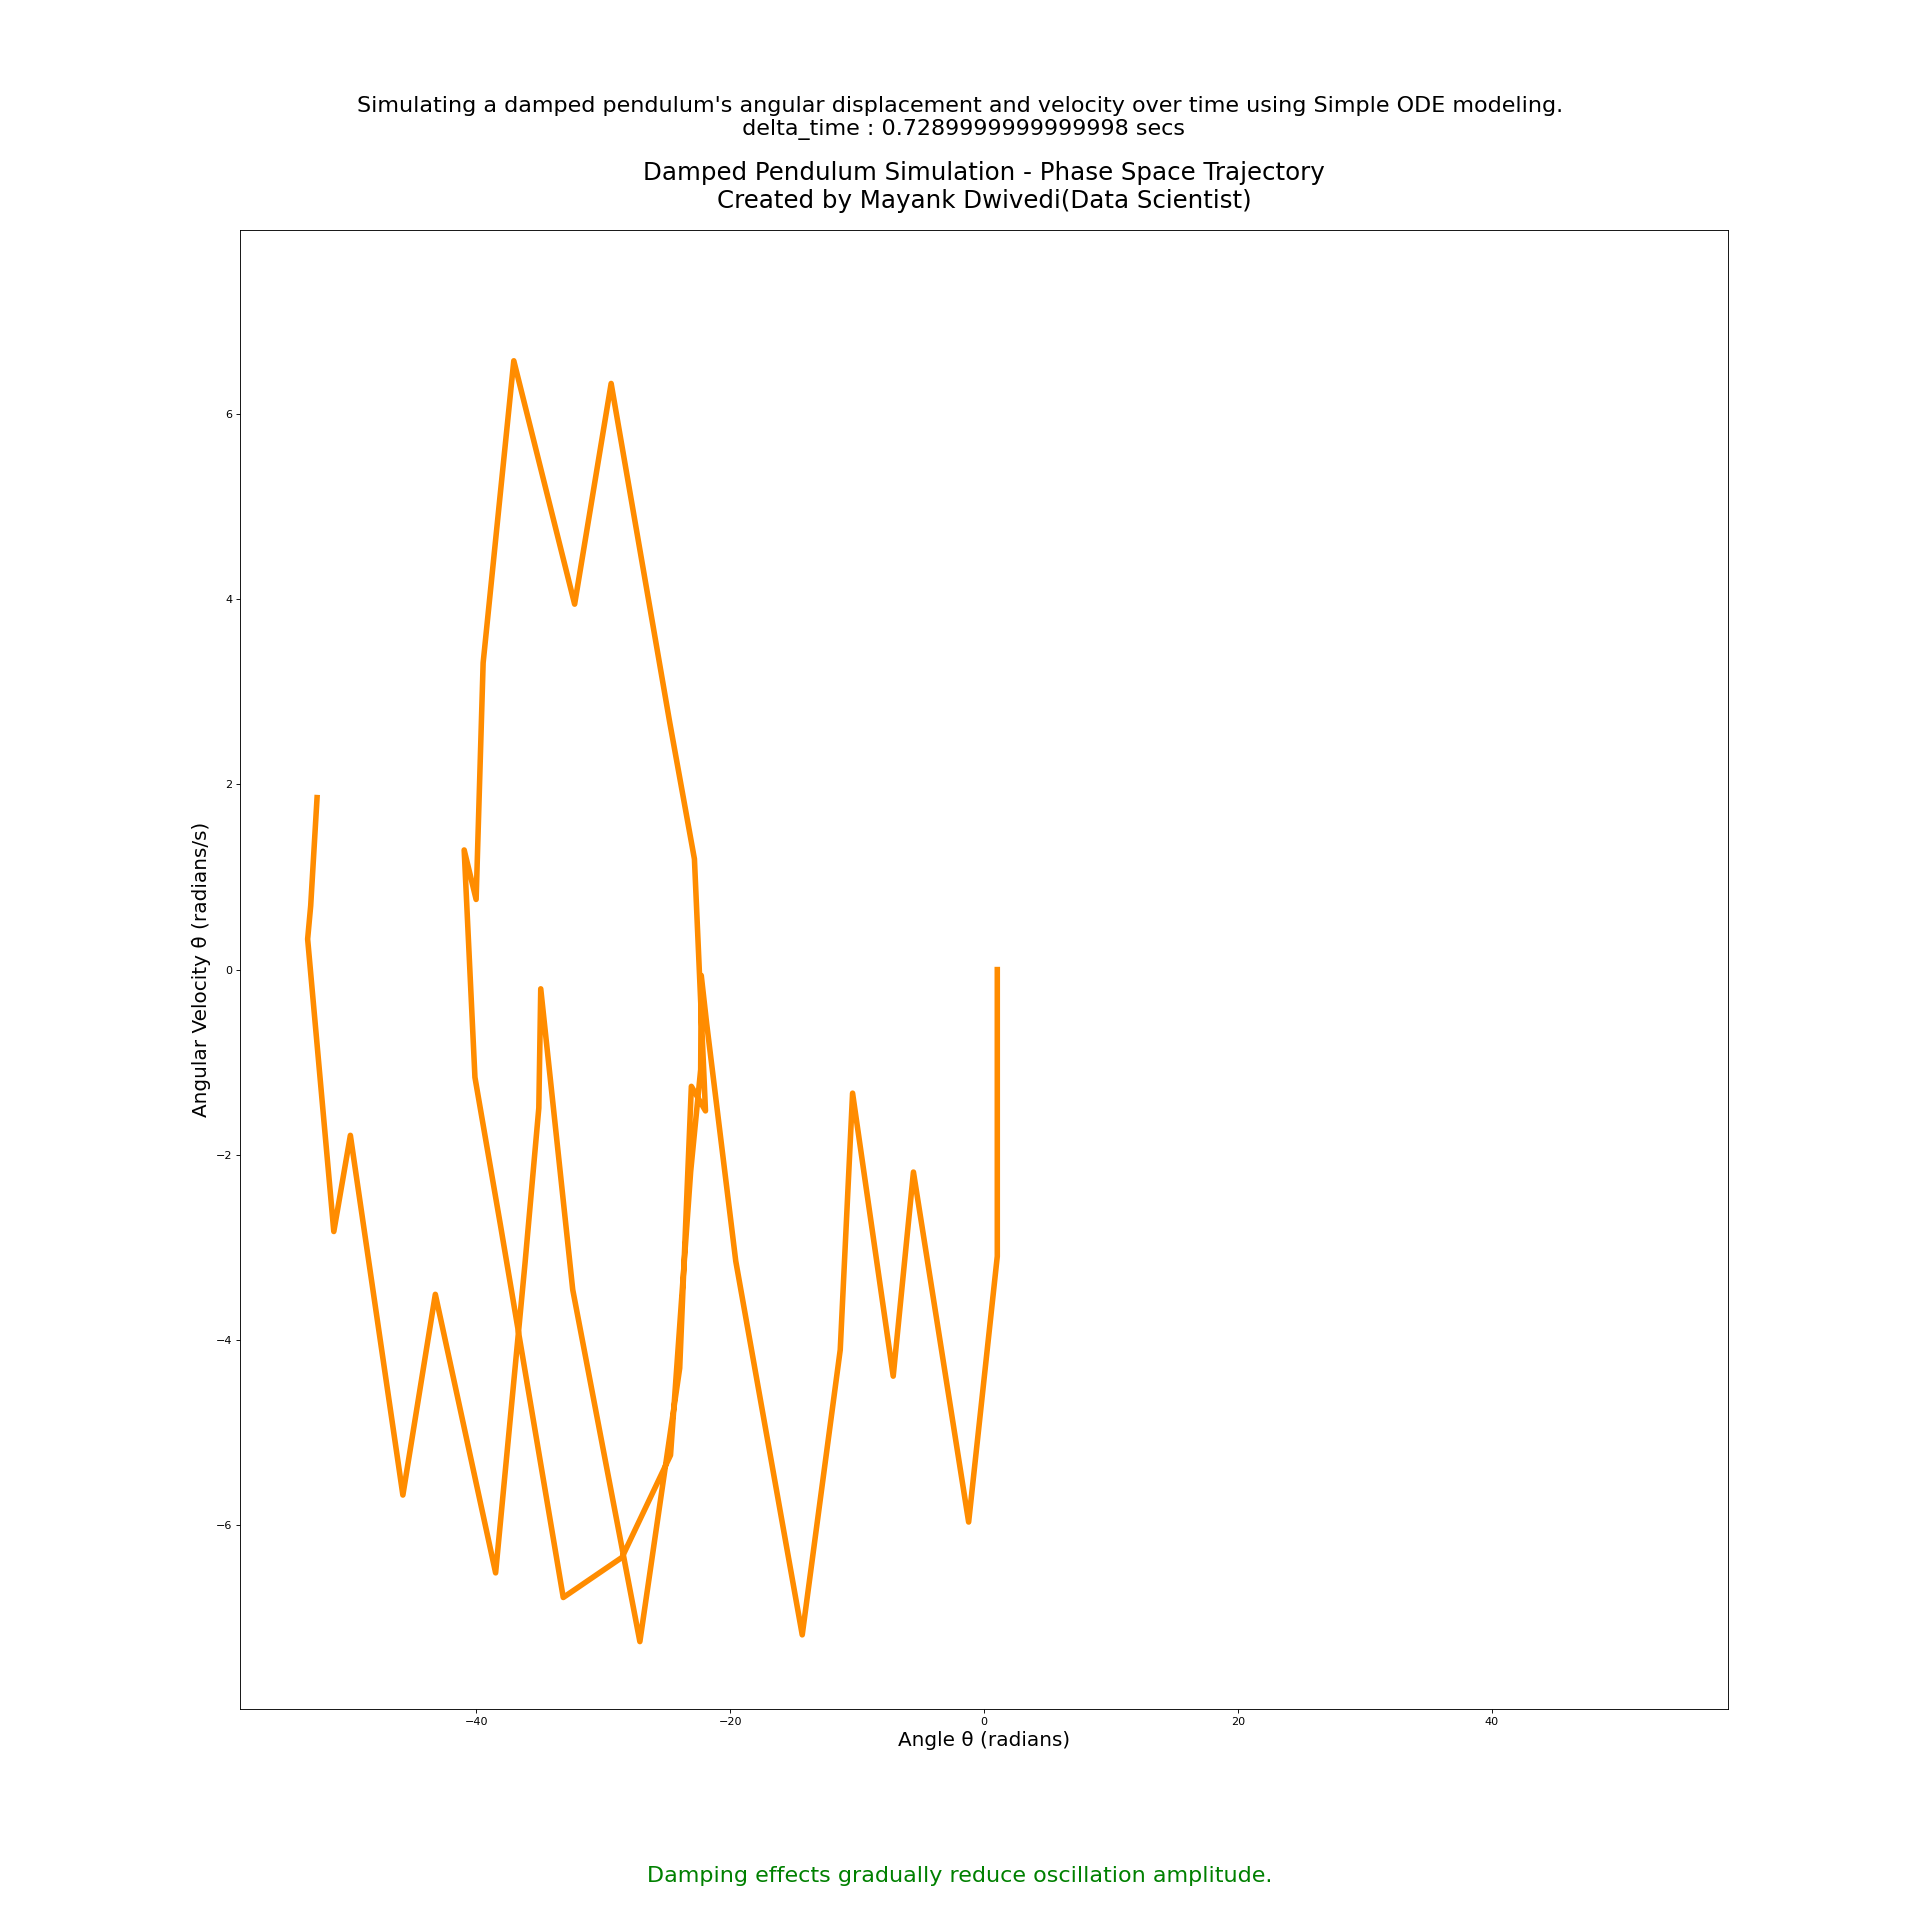 Simulating a damped pendulum's angular displacement and velocity over time using Simple ODE modeling.
delta_time : 0.7289999999999998 secs
Damped Pendulum Simulation - Phase Space Trajectory
Created by Mayank Dwivedi(Data Scientist)
Angular Velocity θ (radians/s)
6
4
2
0
−2
−4
−6
−40
−20
0
20
40
Angle θ (radians)
Damping effects gradually reduce oscillation amplitude.